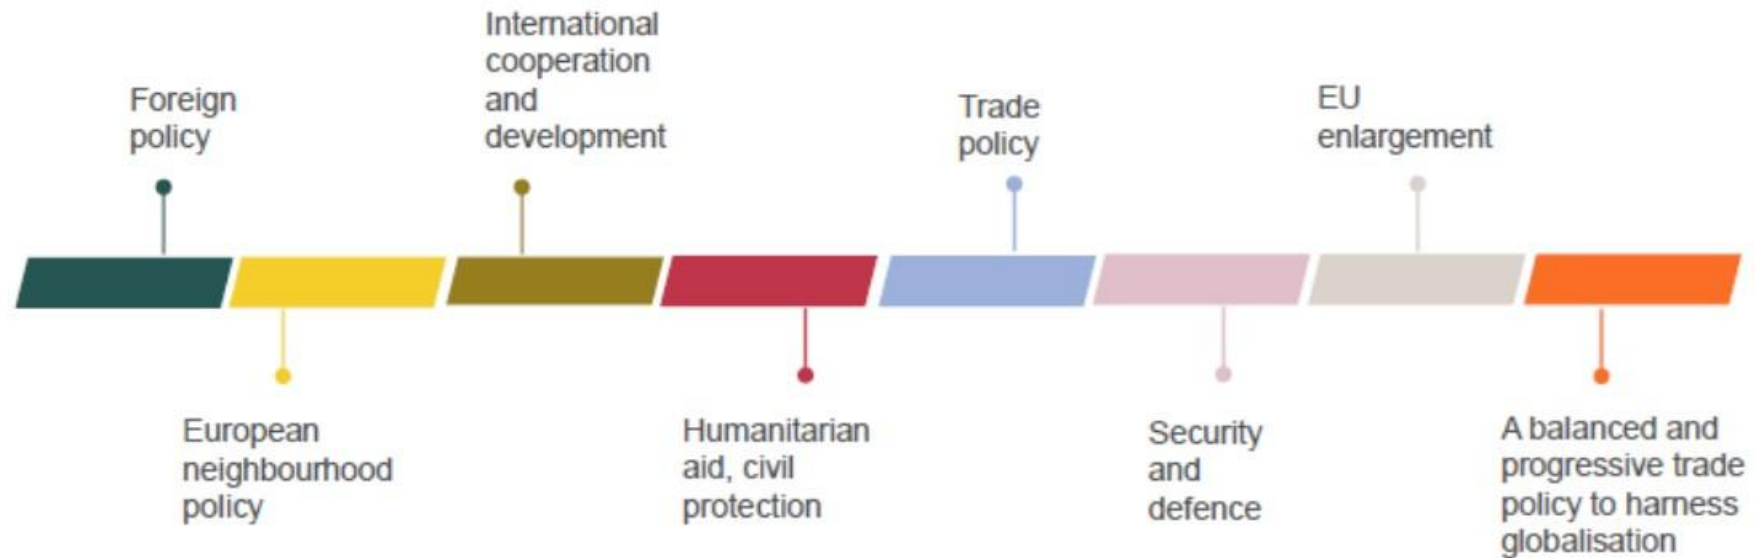 Foreign
policy
European
neighbourhood
policy
International
cooperation
and
development
Humanitarian
aid, civil
protection
Trade
policy
Security
and
defence
EU
enlargement
A balanced and
progressive trade
policy to harness
globalisation